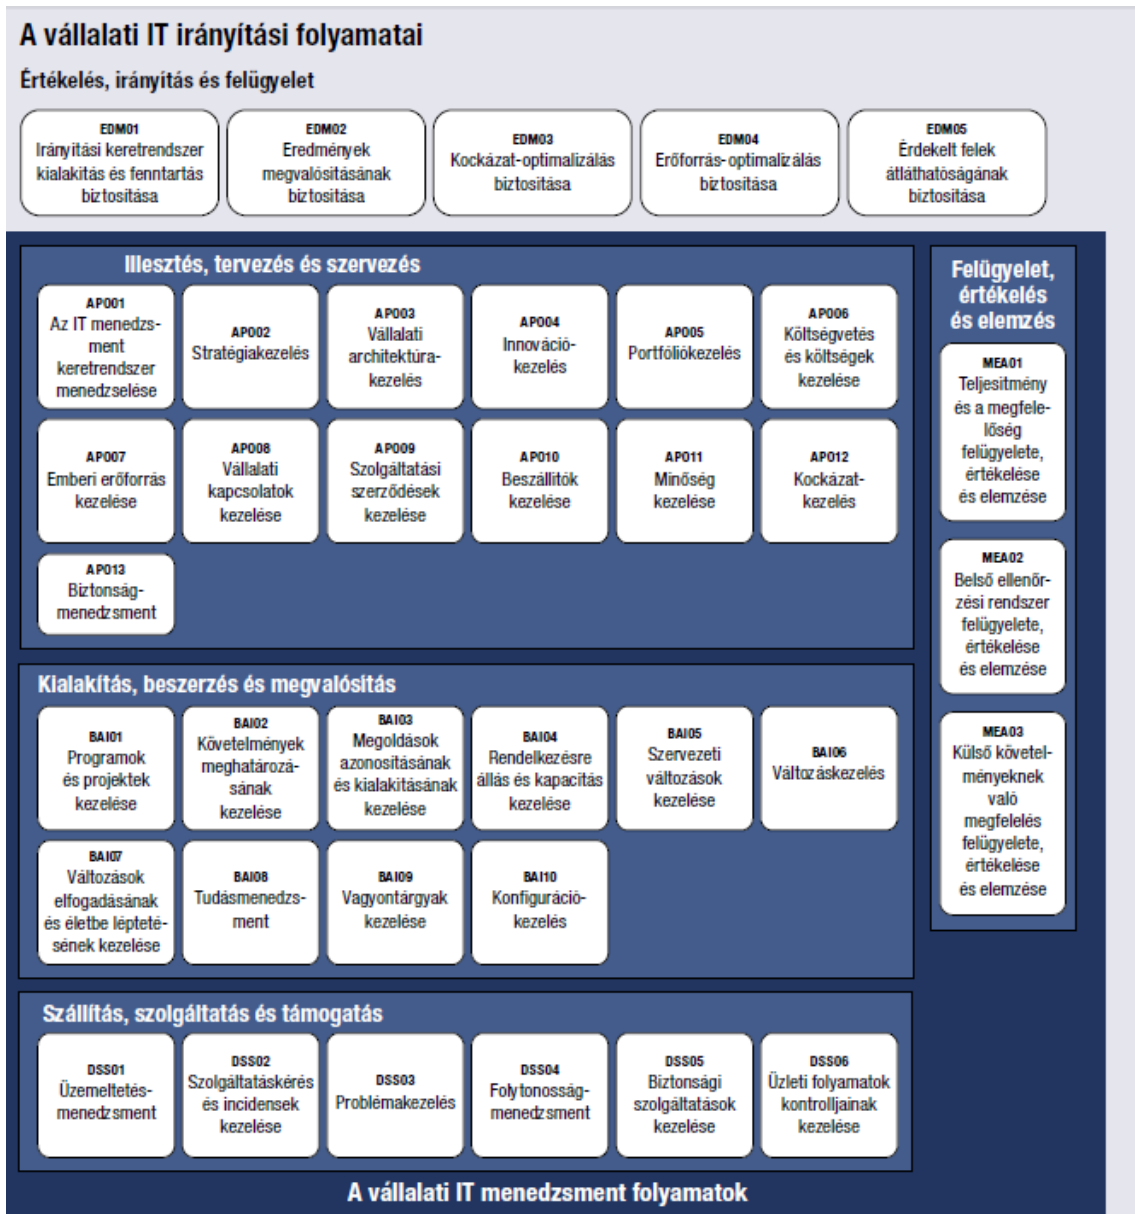 A vállalati IT irányítási folyamatai
Értékelés, irányítás és felügyelet
EDM01
Irányítási keretrendszer
kialakítás és fenntartás
biztosítása
EDM02
Eredmények
megvalósításának
biztosítása
EDM03
Kockázat-optimalizálás
biztosítása
EDM04
Erőforrás-optimalizálás
biztosítása
EDM05
Érdekelt felek
átláthatóságának
biztosítása
Illesztés, tervezés és szervezés
APO01
Az IT menedzs-
ment
keretrendszer
menedzselése
APO02
Stratégiakezelés
APO03
Vállalati
architektúra-
kezelés
APO04
Innováció-
kezelés
APO05
Portfóliókezelés
APO06
Költségvetés
és költségek
kezelése
APO07
Emberi erőforrás
kezelése
APO08
Vállalati
kapcsolatok
kezelése
APO09
Szolgáltatási
szerződések
kezelése
APO10
Beszállítók
kezelése
APO11
Minőség
kezelése
APO12
Kockázat-
kezelés
APO13
Biztonság-
menedzsment
Felügyelet,
értékelés
és elemzés
MEA01
Teljesítmény
és a megfele-
lőség
felügyelete,
értékelése
és elemzése
MEA02
Belső ellenőr-
zési rendszer
felügyelete,
értékelése
és elemzése
MEA03
Külső követel-
ményeknek
való
megfelelés
felügyelete,
értékelése
és elemzése
Kialakítás, beszerzés és megvalósítás
BAI01
Programok
és projektek
kezelése
BAI02
Követelmények
meghatározá-
sának
kezelése
BAI03
Megoldások
azonosításának
és kialakításának
kezelése
BAI04
Rendelkezésre
állás és kapacitás
kezelése
BAI05
Szervezeti
változások
kezelése
BAI06
Változáskezelés
BAI07
Változások
elfogadásának
és életbe lépteté-
sének kezelése
BAI08
Tudásmenedzs-
ment
BAI09
Vagyontárgyak
kezelése
BAI10
Konfiguráció-
kezelés
Szállítás, szolgáltatás és támogatás
DSS01
Üzemeltetés-
menedzsment
DSS02
Szolgáltatáskérés
és incidensek
kezelése
DSS03
Problémakezelés
DSS04
Folytonosság-
menedzsment
DSS05
Biztonsági
szolgáltatások
kezelése
DSS06
Üzleti folyamatok
kontrolljainak
kezelése
A vállalati IT menedzsment folyamatok